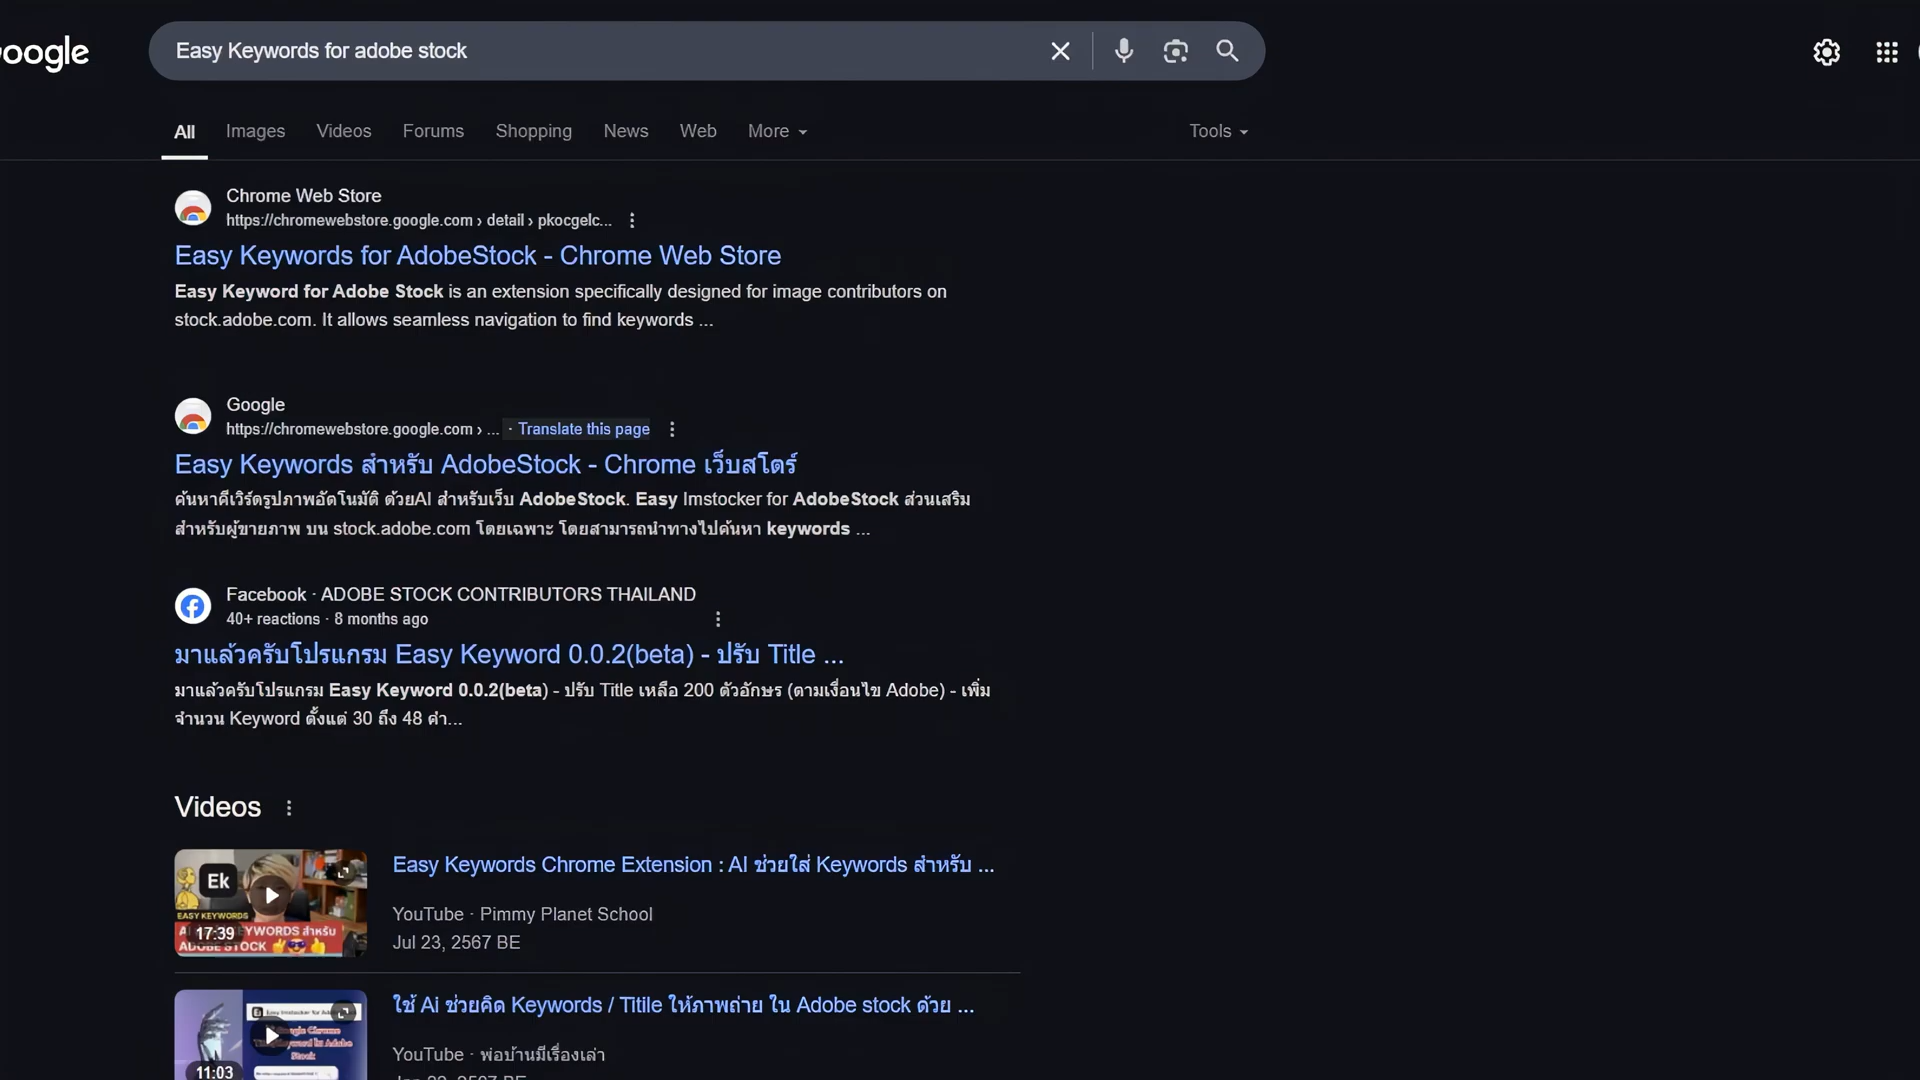 oogle
Easy Keywords for adobe stock
All Images Videos Forums Shopping News Web More Tools
Chrome Web Store
https://chromewebstore.google.com › detail › pkocgelc...
Easy Keywords for AdobeStock - Chrome Web Store
Easy Keyword for Adobe Stock is an extension specifically designed for image contributors on
stock.adobe.com. It allows seamless navigation to find keywords ...
Google
https://chromewebstore.google.com › ... · Translate this page
Easy Keywords สำหรับ AdobeStock - Chrome เว็บสโตร์
ค้นหาคีเวิร์ดรูปภาพอัตโนมัติ ด้วยAI สำหรับเว็บ AdobeStock. Easy Imstocker for AdobeStock ส่วนเสริม
สำหรับผู้ขายภาพ บน stock.adobe.com โดยเฉพาะ โดยสามารถนำทางไปค้นหา keywords ...
Facebook · ADOBE STOCK CONTRIBUTORS THAILAND
40+ reactions · 8 months ago
มาแล้วครับโปรแกรม Easy Keyword 0.0.2(beta) - ปรับ Title ...
มาแล้วครับโปรแกรม Easy Keyword 0.0.2(beta) - ปรับ Title เหลือ 200 ตัวอักษร (ตามเงื่อนไข Adobe) - เพิ่ม
จำนวน Keyword ตั้งแต่ 30 ถึง 48 คำ...
Videos
Ek
EASY KEYWORDS
17:39
ADOBE STOCK
Easy Keywords Chrome Extension : AI ช่วยใส่ Keywords สำหรับ ...
YouTube · Pimmy Planet School
Jul 23, 2567 BE
11:03
ใช้ Ai ช่วยคิด Keywords / Titile ให้ภาพถ่าย ใน Adobe stock ด้วย ...
YouTube · พ่อบ้านมีเรื่องเล่า